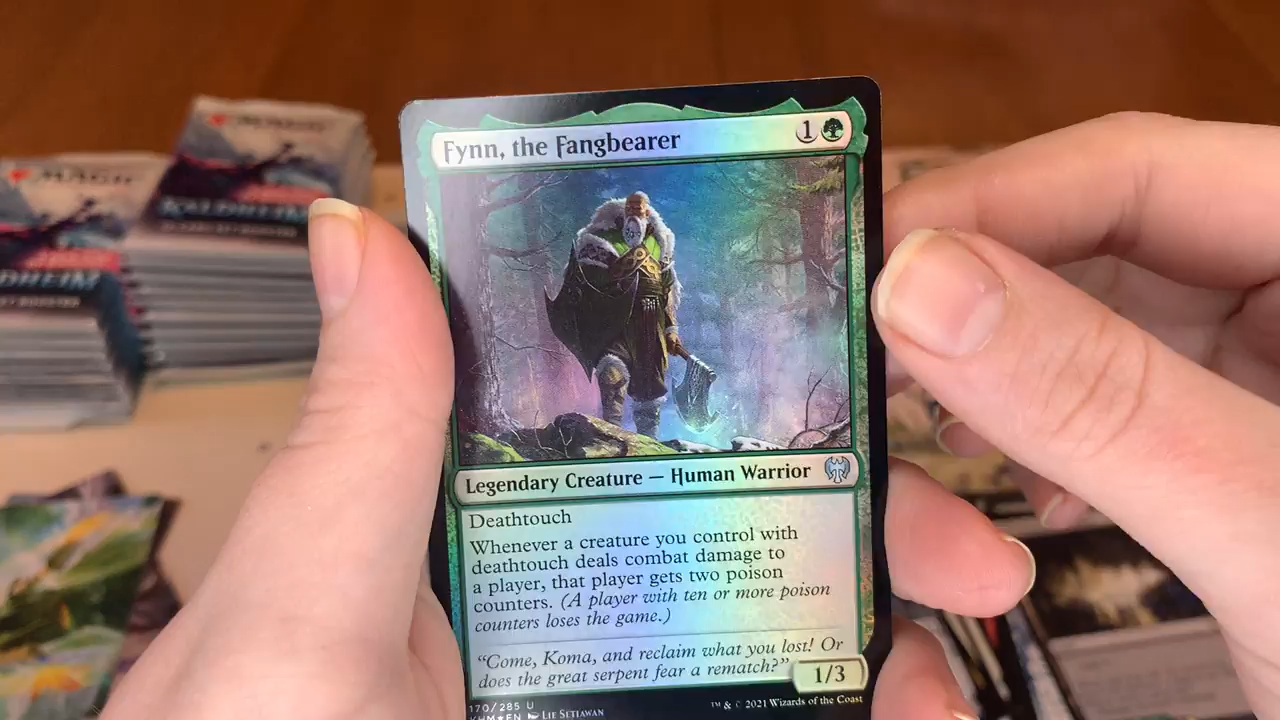 MAGIC
MAGIC
KALDHEIM
Fynn, the Fangbearer
1
Legendary Creature — Human Warrior
Deathtouch
Whenever a creature you control with
deathtouch deals combat damage to
a player, that player gets two poison
counters. (A player with ten or more poison
counters loses the game.)
"Come, Koma, and reclaim what you lost! Or
does the great serpent fear a rematch?"
1/3
170/285 U
KHM★EN Lie Setiawan
™ & © 2021 Wizards of the Coast